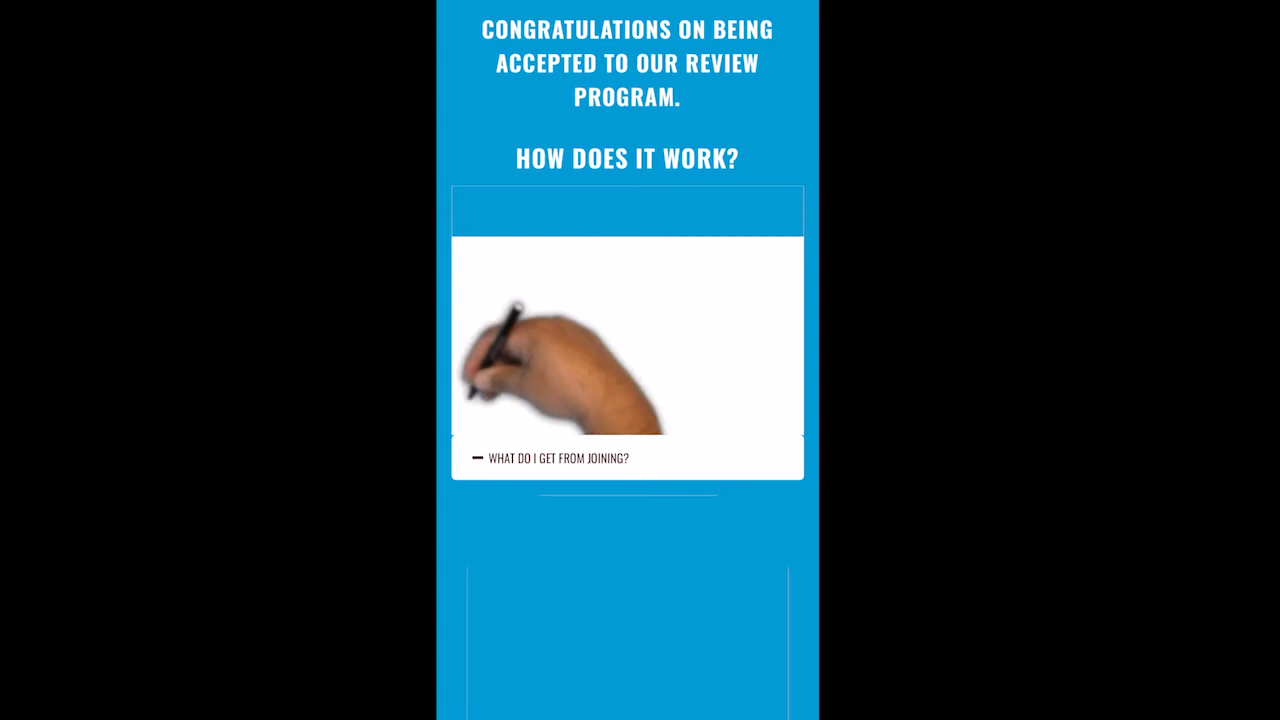 CONGRATULATIONS ON BEING
ACCEPTED TO OUR REVIEW
PROGRAM.
HOW DOES IT WORK?
WHAT DO I GET FROM JOINING?